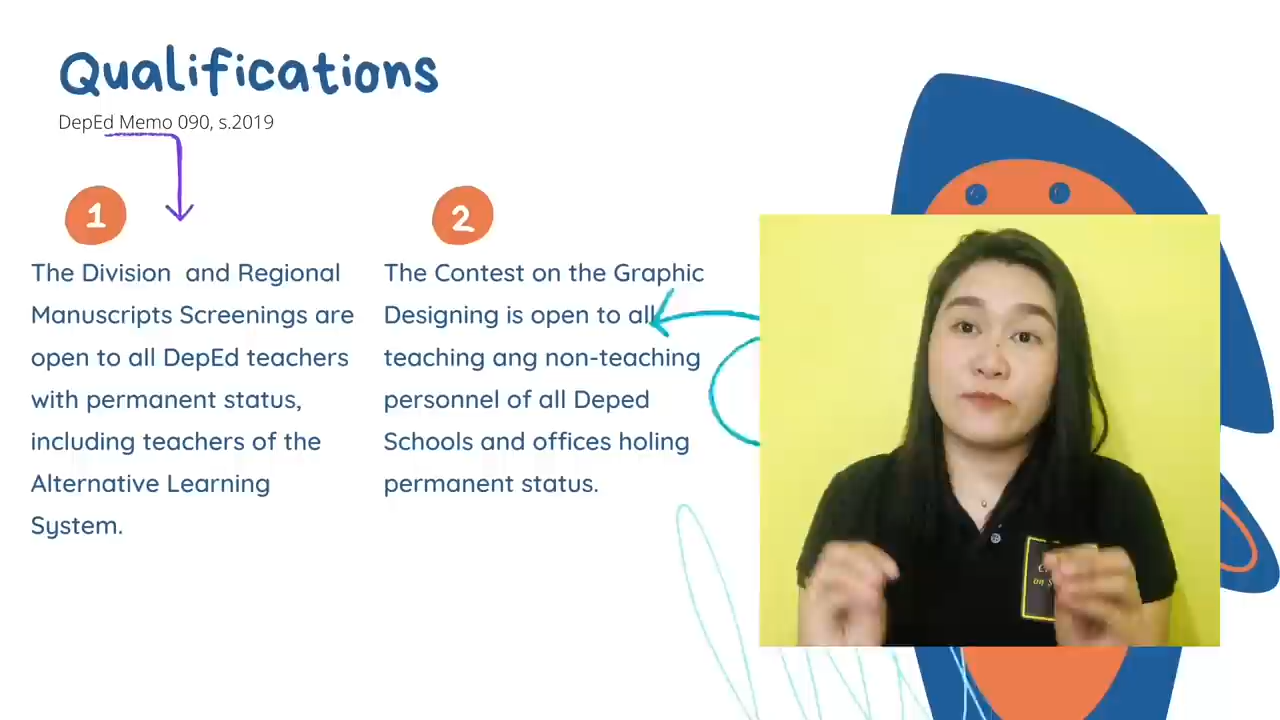 Qualifications
DepEd Memo 090, s.2019
1
The Division and Regional
Manuscripts Screenings are
open to all DepEd teachers
with permanent status,
including teachers of the
Alternative Learning
System.
2
The Contest on the Graphic
Designing is open to all
teaching ang non-teaching
personnel of all Deped
Schools and offices holing
permanent status.